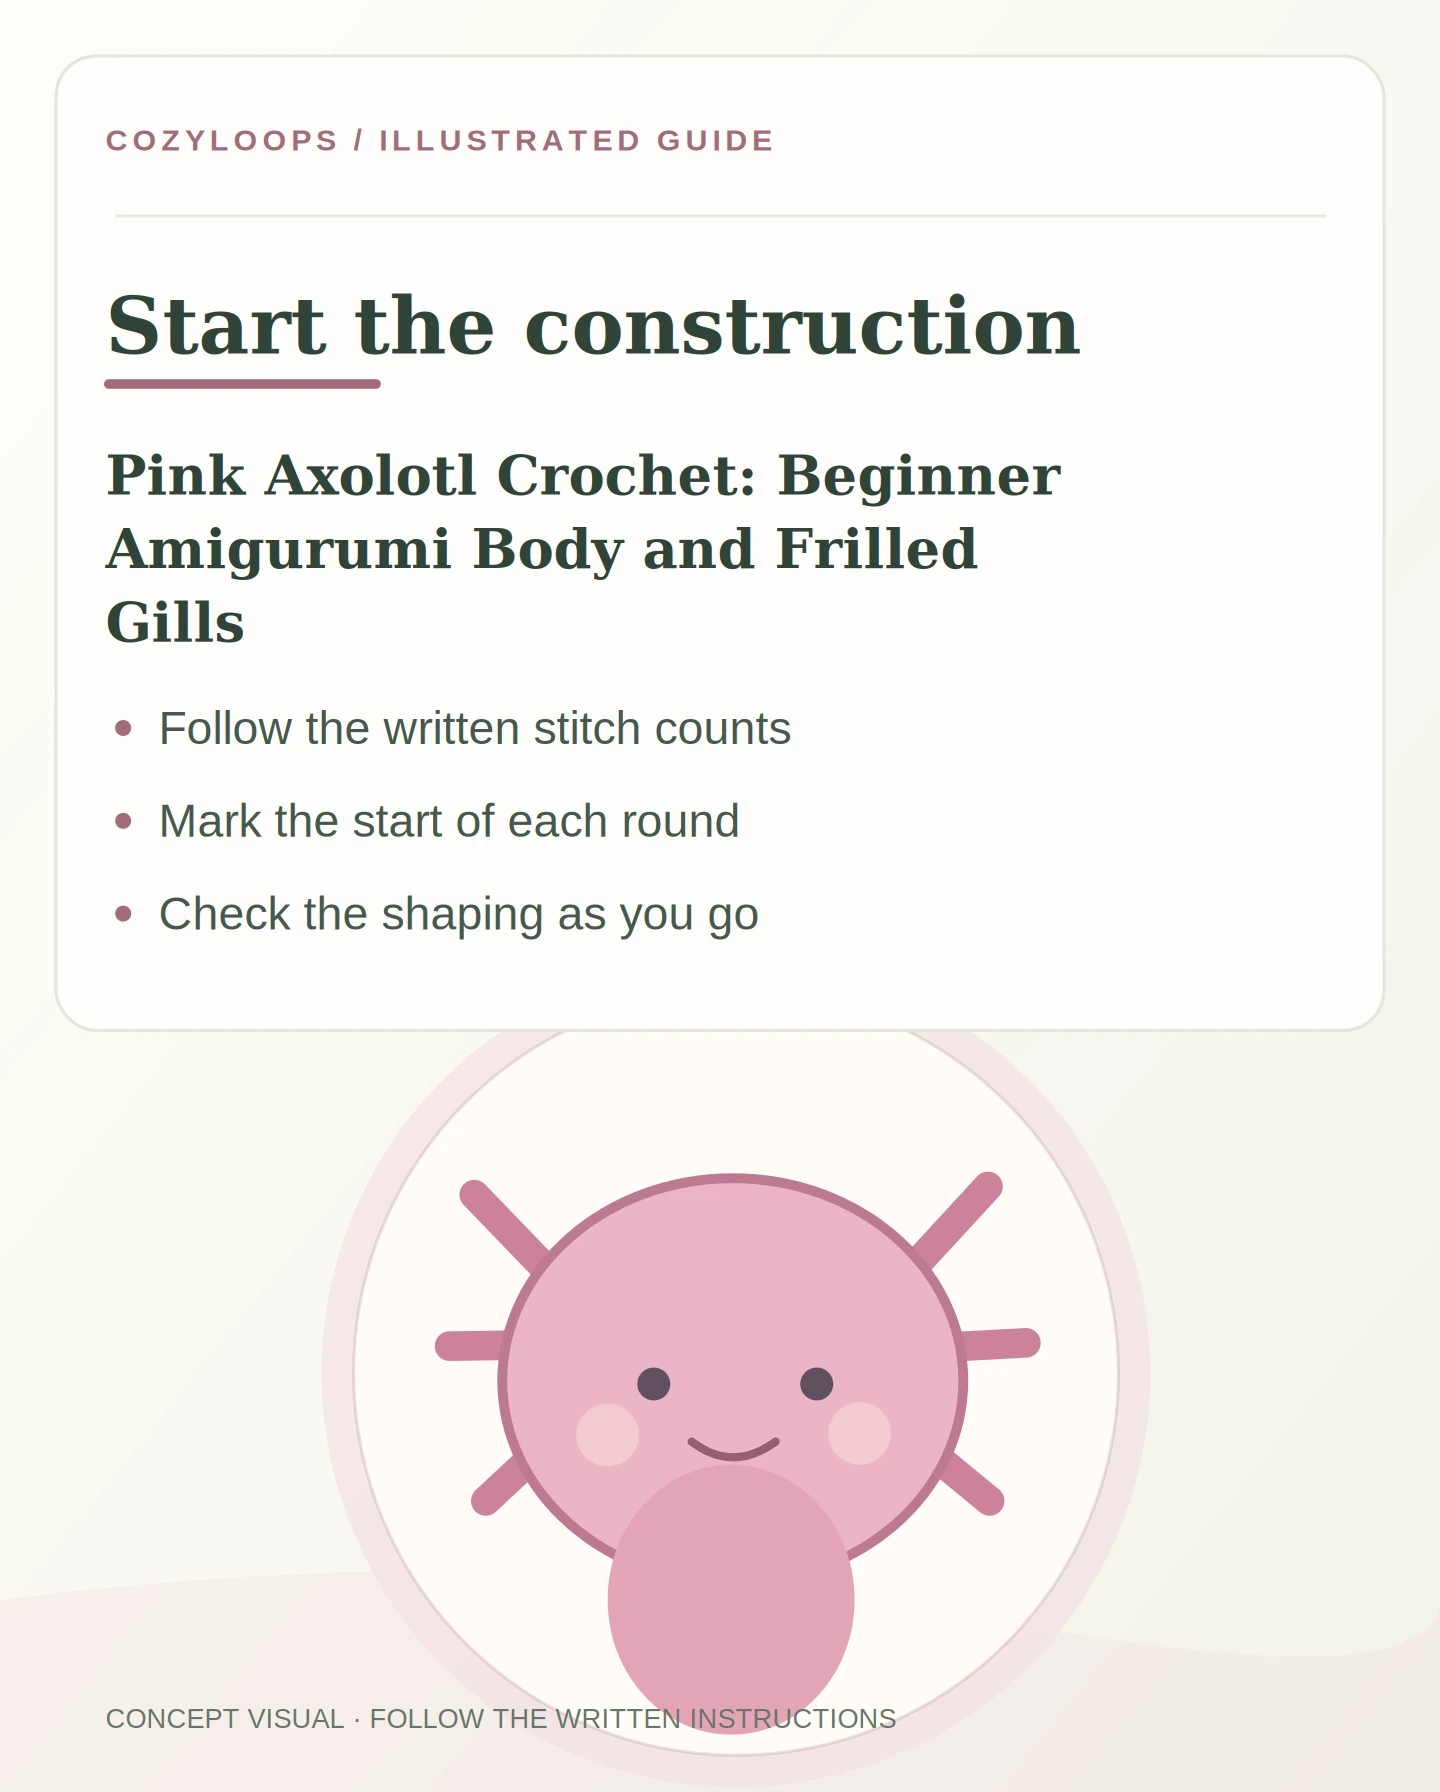 COZYLOOPS / ILLUSTRATED GUIDE
Start the construction
Pink Axolotl Crochet: Beginner
Amigurumi Body and Frilled
Gills
Follow the written stitch counts
Mark the start of each round
Check the shaping as you go
CONCEPT VISUAL · FOLLOW THE WRITTEN INSTRUCTIONS